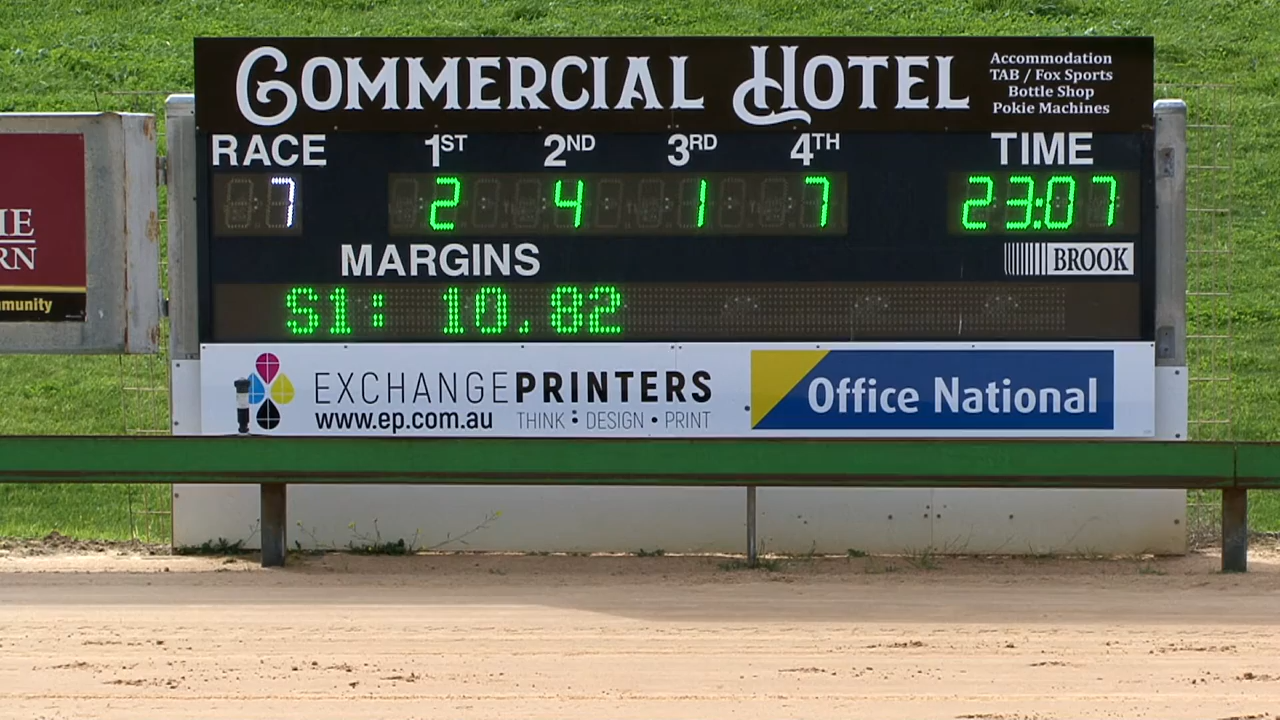 COMMERCIAL HOTEL
Accommodation
TAB / Fox Sports
Bottle Shop
Pokie Machines
RACE 1ST 2ND 3RD 4TH TIME
7 2 4 1 7 23:07
MARGINS
BROOK
S1: 10.82
EXCHANGEPRINTERS
www.ep.com.au THINK : DESIGN • PRINT
Office National
IE
RN
munity